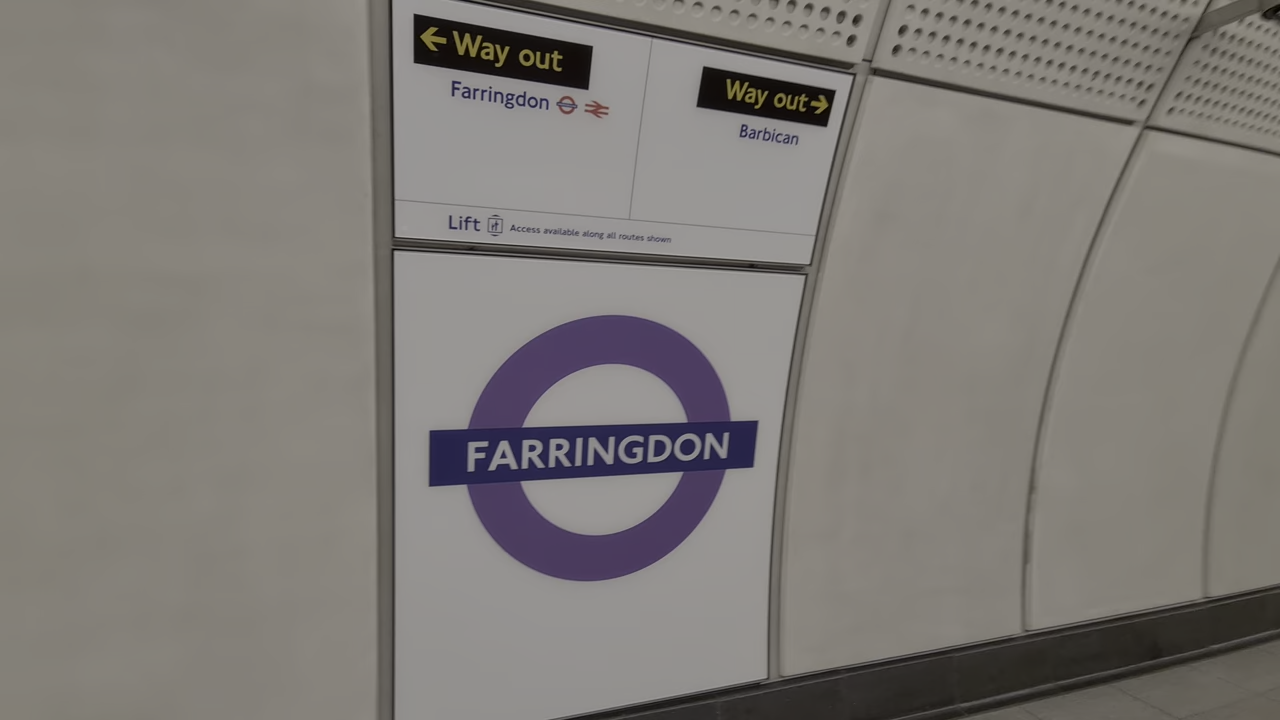 ← Way out
Farringdon
Way out →
Barbican
Lift Access available along all routes shown
FARRINGDON